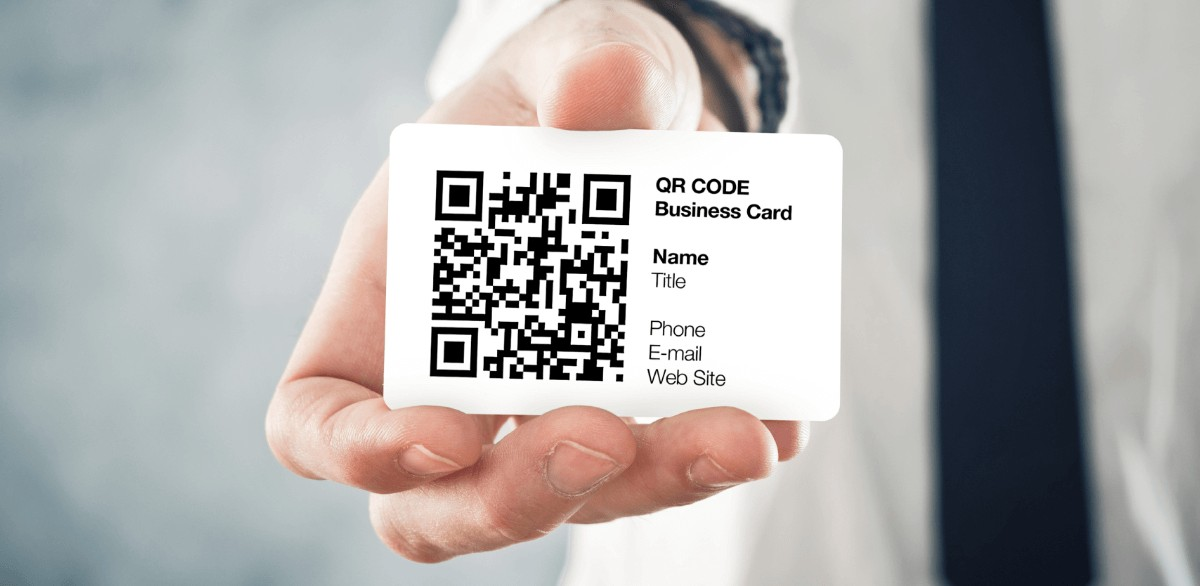 QR CODE
Business Card
Name
Title
Phone
E-mail
Web Site